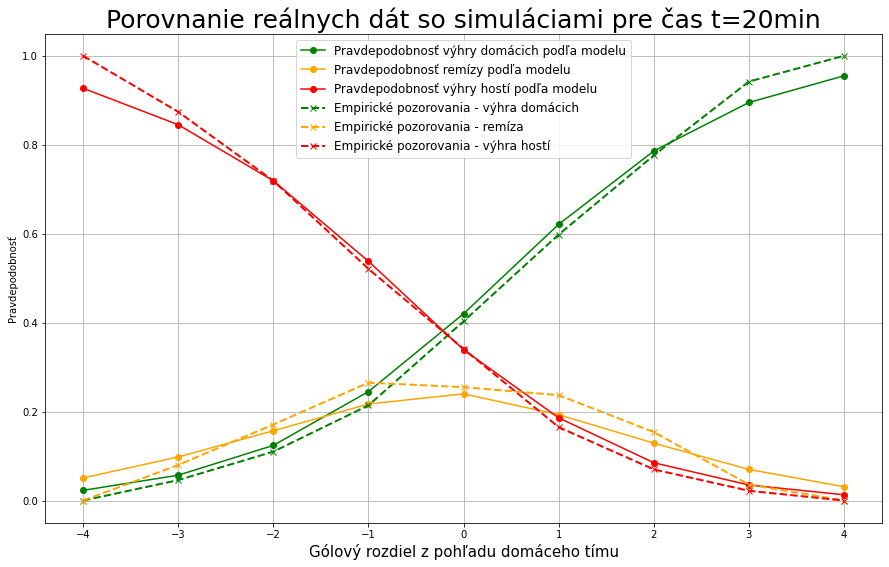 Porovnanie reálnych dát so simuláciami pre čas t=20min
Pravdepodobnosť výhry domácich podľa modelu
Pravdepodobnosť remízy podľa modelu
Pravdepodobnosť výhry hostí podľa modelu
Empirické pozorovania - výhra domácich
Empirické pozorovania - remíza
Empirické pozorovania - výhra hostí
Pravdepodobnosť
1.0
0.8
0.6
0.4
0.2
0.0
−4 −3 −2 −1 0 1 2 3 4
Gólový rozdiel z pohľadu domáceho tímu